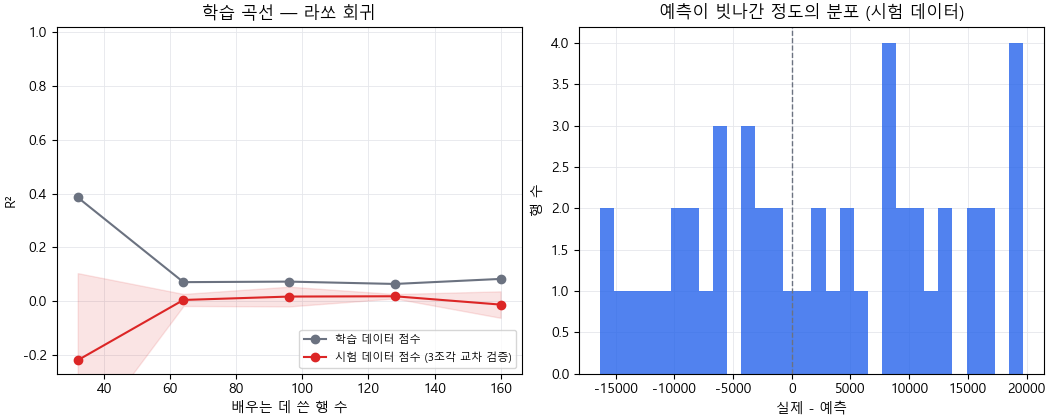 학습 곡선 — 라쏘 회귀
R²
1.0
0.8
0.6
0.4
0.2
0.0
-0.2
40 60 80 100 120 140 160
배우는 데 쓴 행 수
학습 데이터 점수
시험 데이터 점수 (3조각 교차 검증)
예측이 빗나간 정도의 분포 (시험 데이터)
행 수
4.0
3.5
3.0
2.5
2.0
1.5
1.0
0.5
0.0
-15000 -10000 -5000 0 5000 10000 15000 20000
실제 - 예측